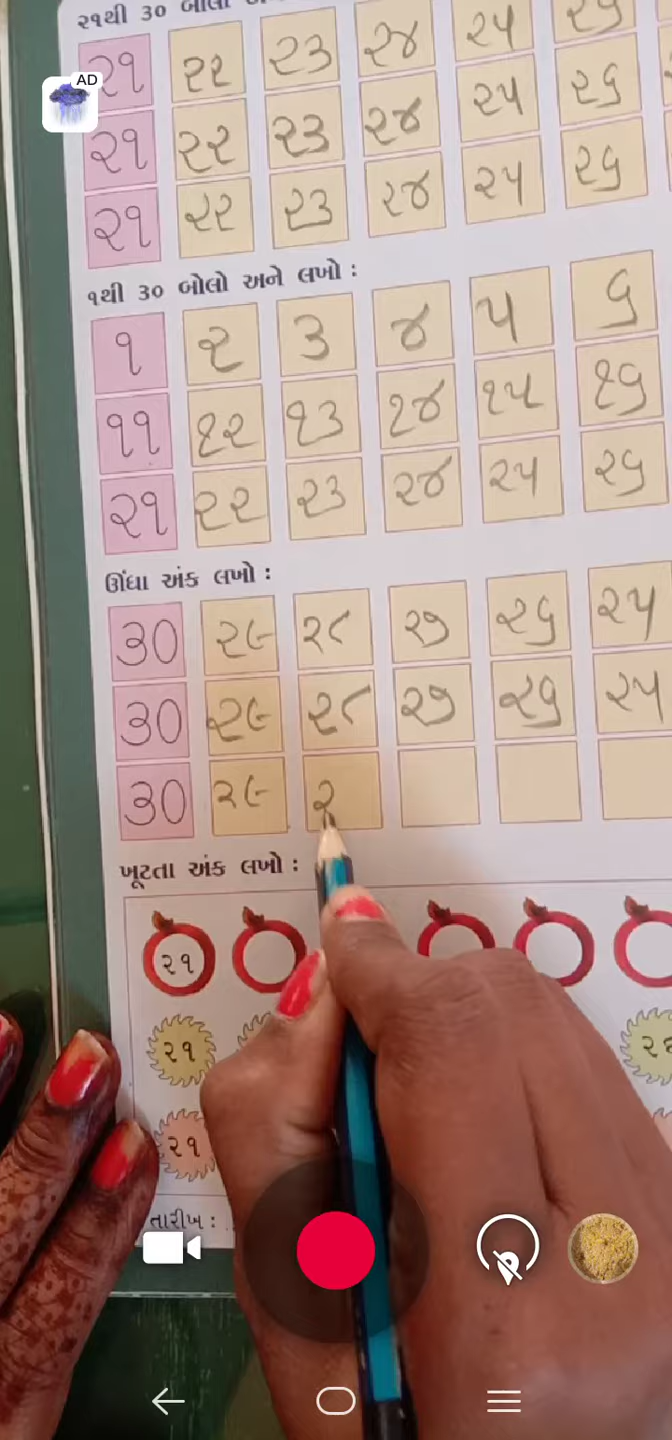 ૨૧થી ૩૦ બોલો
AD
૨૧ ૨૨ ૨૩ ૨૪ ૨૫ ૨૬
૨૧ ૨૨ ૨૩ ૨૪ ૨૫ ૨૬
૨૧ ૨૨ ૨૩ ૨૪ ૨૫ ૨૬
૧થી ૩૦ બોલો અને લખો :
૧ ૨ ૩ ૪ ૫ ૬
૧૧ ૧૨ ૧૩ ૧૪ ૧૫ ૧૬
૨૧ ૨૨ ૨૩ ૨૪ ૨૫ ૨૬
ઊંધા અંક લખો :
૩૦ ૨૯ ૨૮ ૨૭ ૨૬ ૨૫
૩૦ ૨૯ ૨૮ ૨૭ ૨૬ ૨૫
૩૦ ૨૯ ૨
ખૂટતા અંક લખો :
૨૧
૨૧
૨૧
તારીખ :